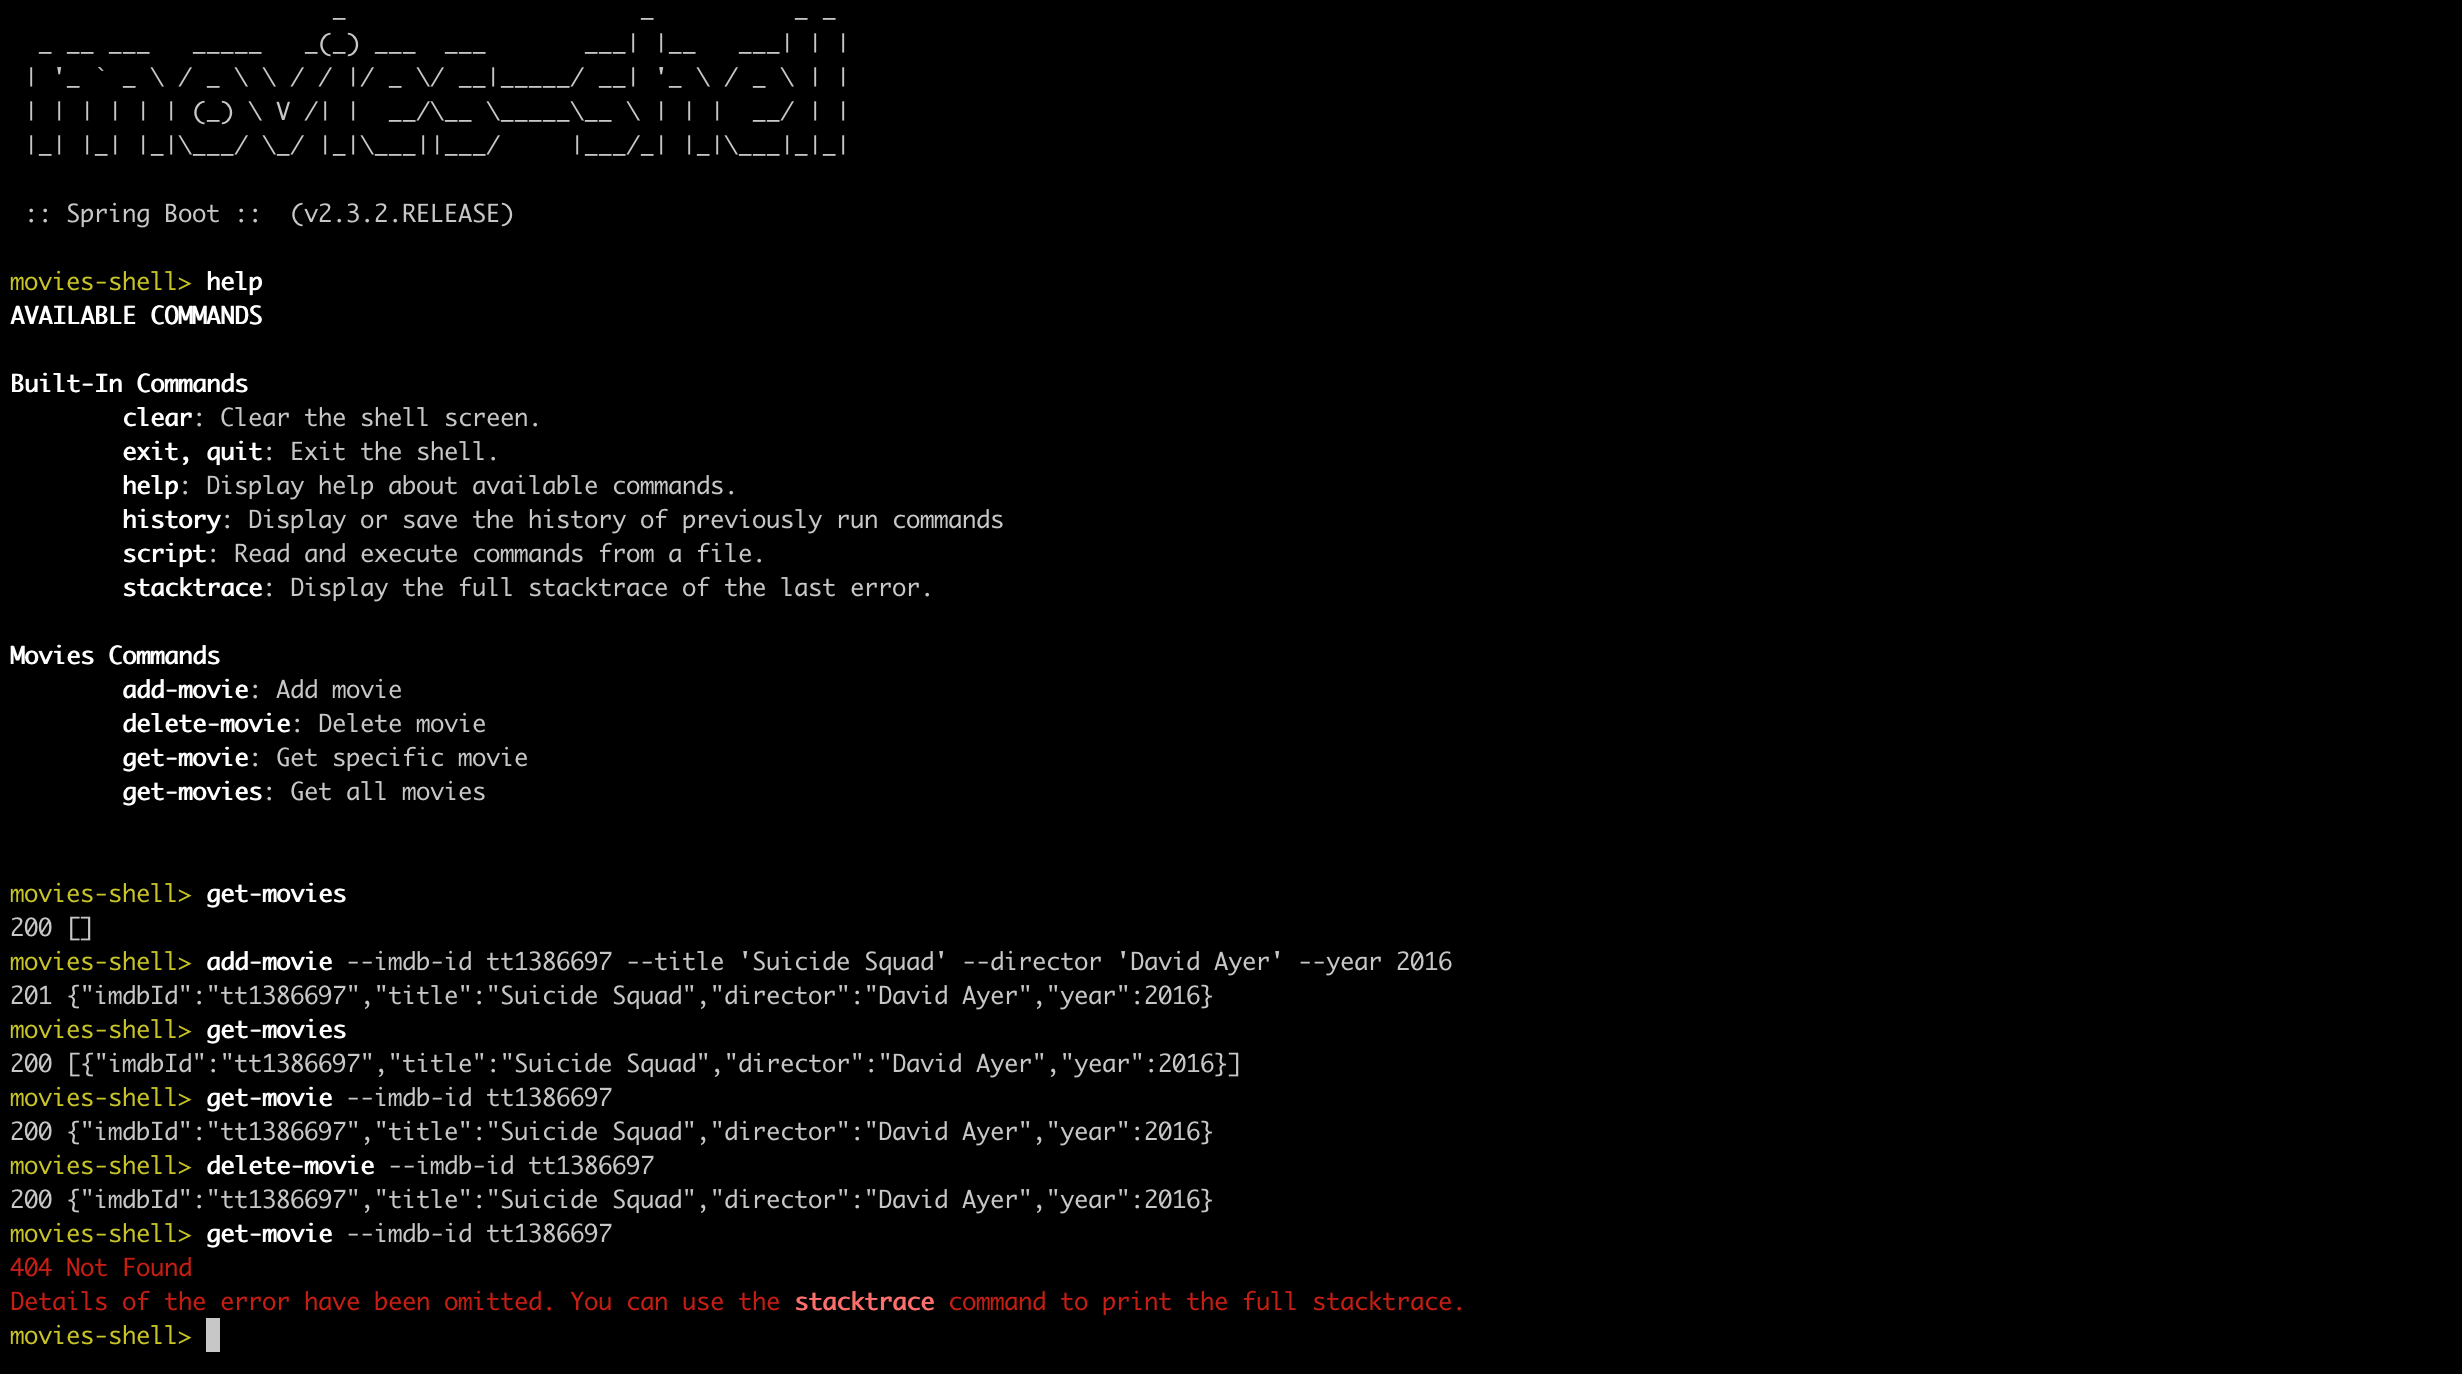 _                     _          _ _
  _ __ ___   _____   _(_) ___  ___       ___| |__   ___| | |
 | '_ ` _ \ / _ \ \ / / |/ _ \/ __|_____/ __| '_ \ / _ \ | |
 | | | | | | (_) \ V /| |  __/\__ \_____\__ \ | | |  __/ | |
 |_| |_| |_|\___/ \_/ |_|\___||___/     |___/_| |_|\___|_|_|

 :: Spring Boot ::  (v2.3.2.RELEASE)

movies-shell> help
AVAILABLE COMMANDS

Built-In Commands
        clear: Clear the shell screen.
        exit, quit: Exit the shell.
        help: Display help about available commands.
        history: Display or save the history of previously run commands
        script: Read and execute commands from a file.
        stacktrace: Display the full stacktrace of the last error.

Movies Commands
        add-movie: Add movie
        delete-movie: Delete movie
        get-movie: Get specific movie
        get-movies: Get all movies

movies-shell> get-movies
200 []
movies-shell> add-movie --imdb-id tt1386697 --title 'Suicide Squad' --director 'David Ayer' --year 2016
201 {"imdbId":"tt1386697","title":"Suicide Squad","director":"David Ayer","year":2016}
movies-shell> get-movies
200 [{"imdbId":"tt1386697","title":"Suicide Squad","director":"David Ayer","year":2016}]
movies-shell> get-movie --imdb-id tt1386697
200 {"imdbId":"tt1386697","title":"Suicide Squad","director":"David Ayer","year":2016}
movies-shell> delete-movie --imdb-id tt1386697
200 {"imdbId":"tt1386697","title":"Suicide Squad","director":"David Ayer","year":2016}
movies-shell> get-movie --imdb-id tt1386697
404 Not Found
Details of the error have been omitted. You can use the stacktrace command to print the full stacktrace.
movies-shell>